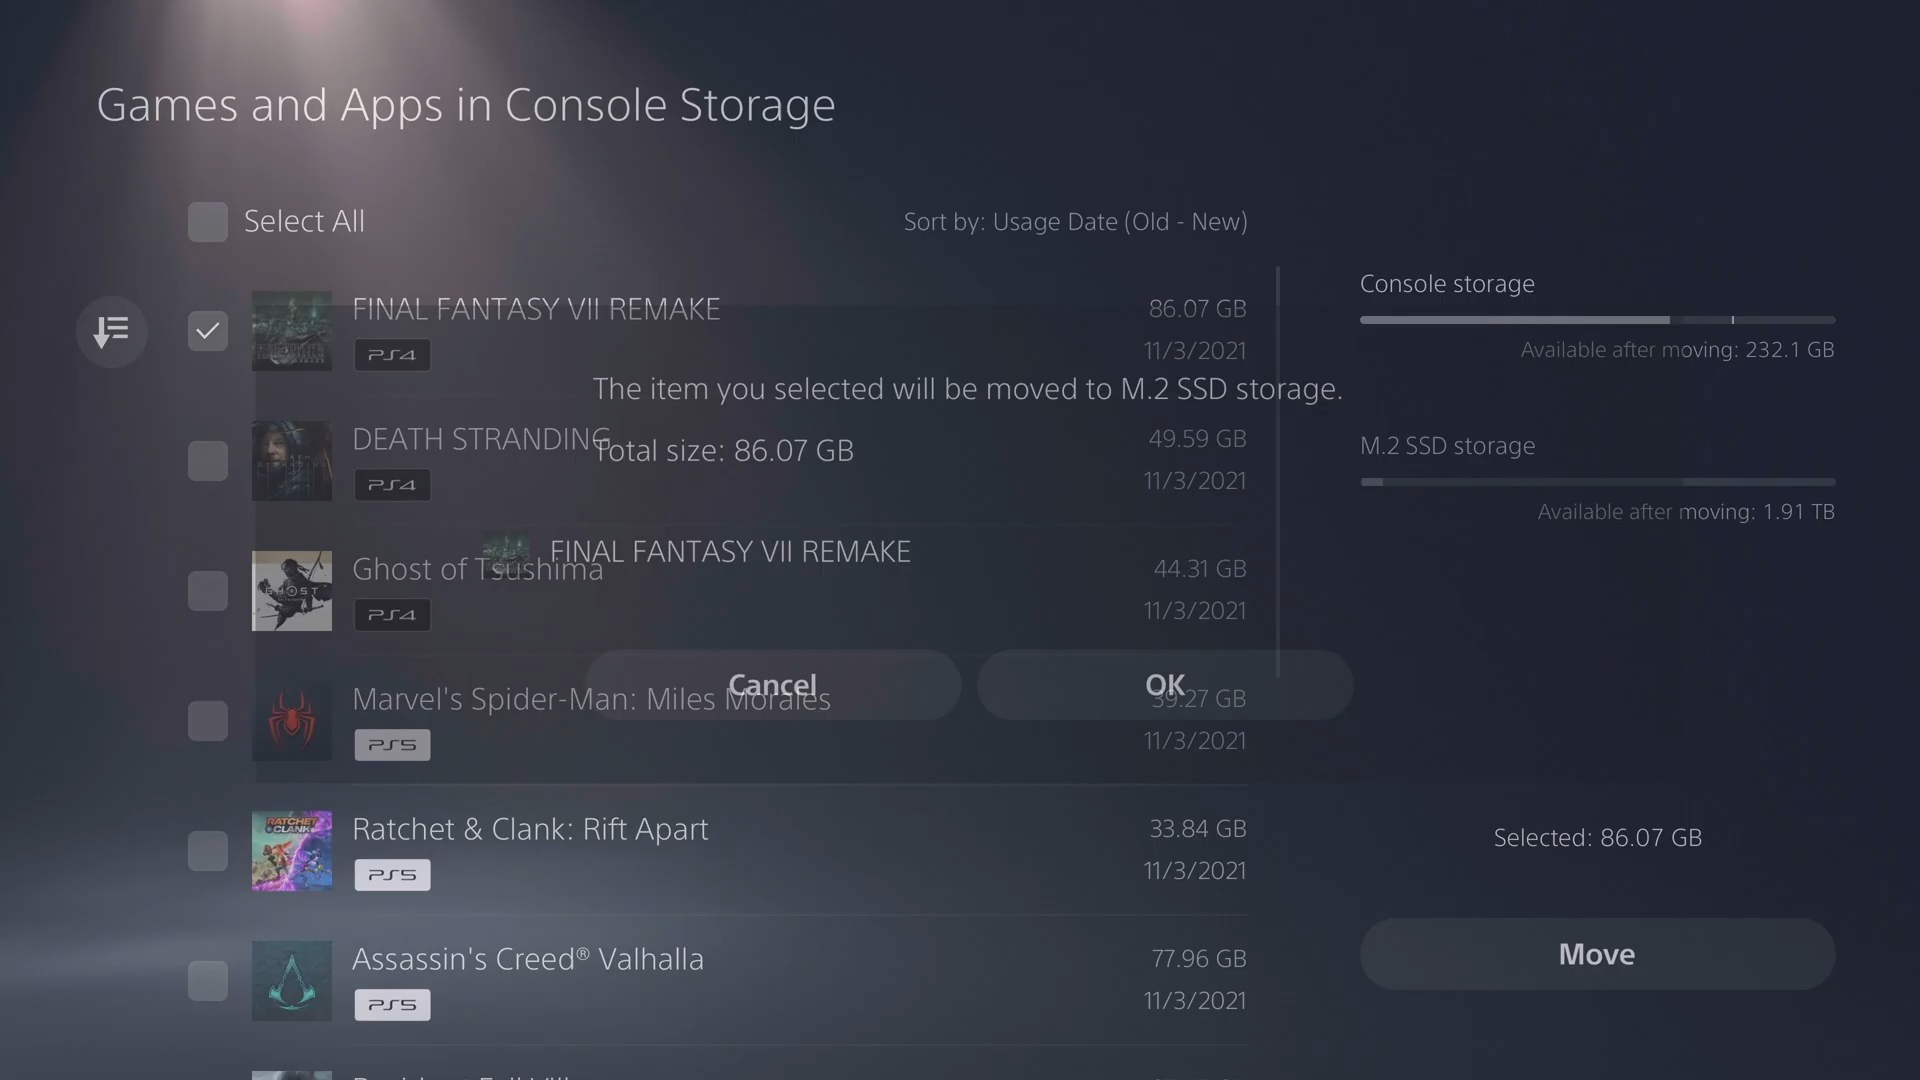 Games and Apps in Console Storage
Select All
Sort by: Usage Date (Old - New)
FINAL FANTASY VII REMAKE
86.07 GB
PS4
11/3/2021
DEATH STRANDING
49.59 GB
PS4
11/3/2021
Ghost of Tsushima
44.31 GB
GHOST
PS4
11/3/2021
Marvel's Spider-Man: Miles Morales
39.27 GB
PS5
11/3/2021
Ratchet & Clank: Rift Apart
33.84 GB
RATCHET
& CLANK
PS5
11/3/2021
Assassin's Creed® Valhalla
77.96 GB
PS5
11/3/2021
The item you selected will be moved to M.2 SSD storage.
Total size: 86.07 GB
FINAL FANTASY VII REMAKE
Cancel
OK
Console storage
Available after moving: 232.1 GB
M.2 SSD storage
Available after moving: 1.91 TB
Selected: 86.07 GB
Move